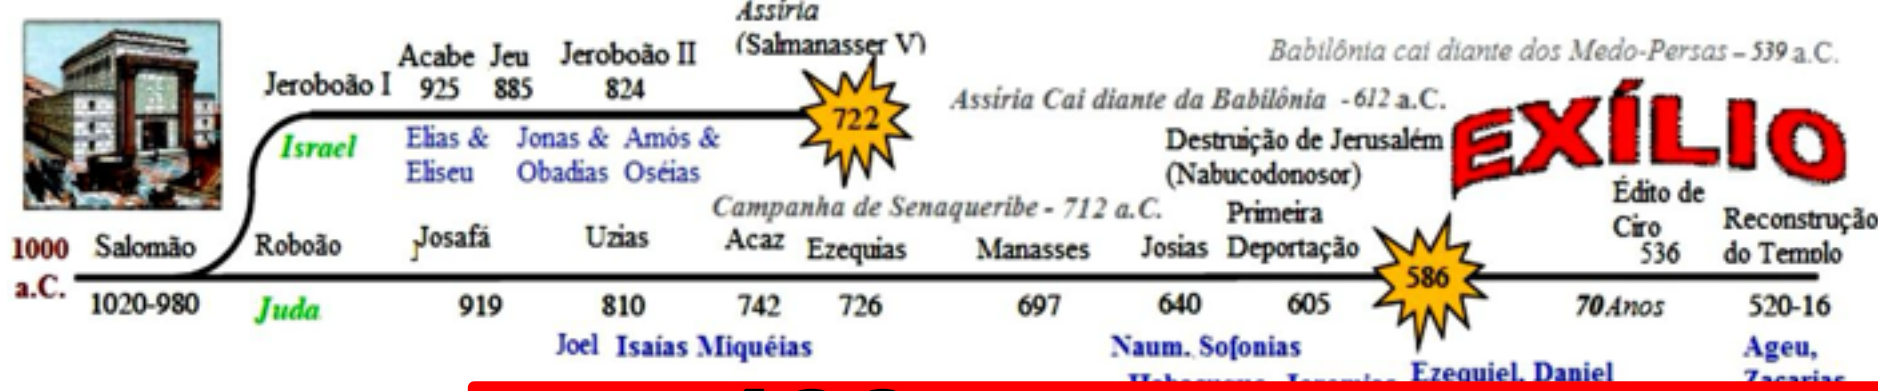 Assíria
(Salmanasser V)
Acabe Jeu Jeroboão II
Jeroboão I 925 885 824
722
Israel
Elias & Jonas & Amós &
Eliseu Obadias Oséias
Babilônia cai diante dos Medo-Persas – 539 a.C.
Assíria Cai diante da Babilônia - 612 a.C.
EXÍLIO
Destruição de Jerusalém
(Nabucodonosor)
Campanha de Senaqueribe - 712 a.C.
Primeira
Deportação
Édito de
Ciro
536
Reconstrução
do Templo
1000
a.C.
Salomão Roboão Josafá Uzias Acaz Ezequias Manasses Josias
586
1020-980 Juda 919 810 742 726 697 640 605 70 Anos 520-16
Joel Isaías Miquéias Naum. Sofonias Ageu,
Ezequiel, Daniel Zacarias